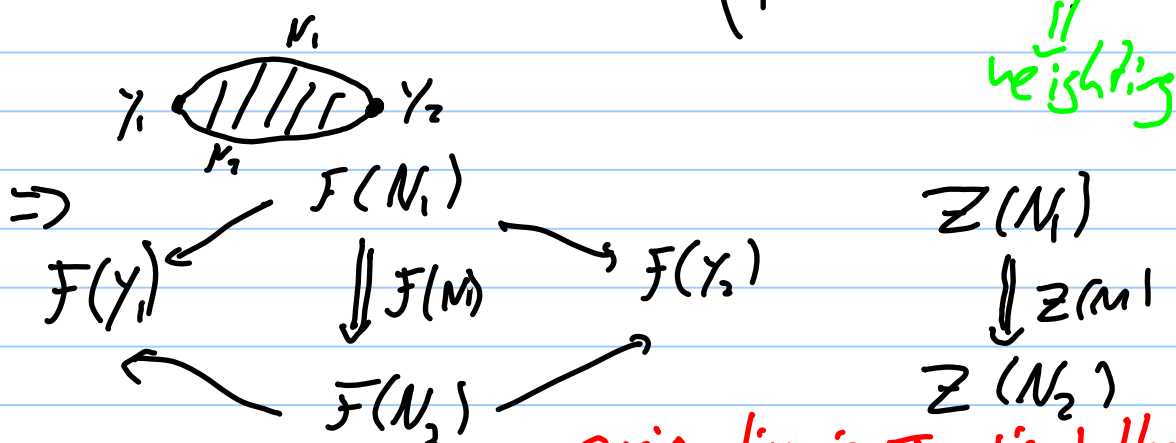 N₁
weighting
Y₁ Y₂
N₂
⇒ F(N₁) Z(N₁)
F(Y₁) ⇓ F(M) F(Y₂) ⇓ Z(M)
F(N₂) Z(N₂)